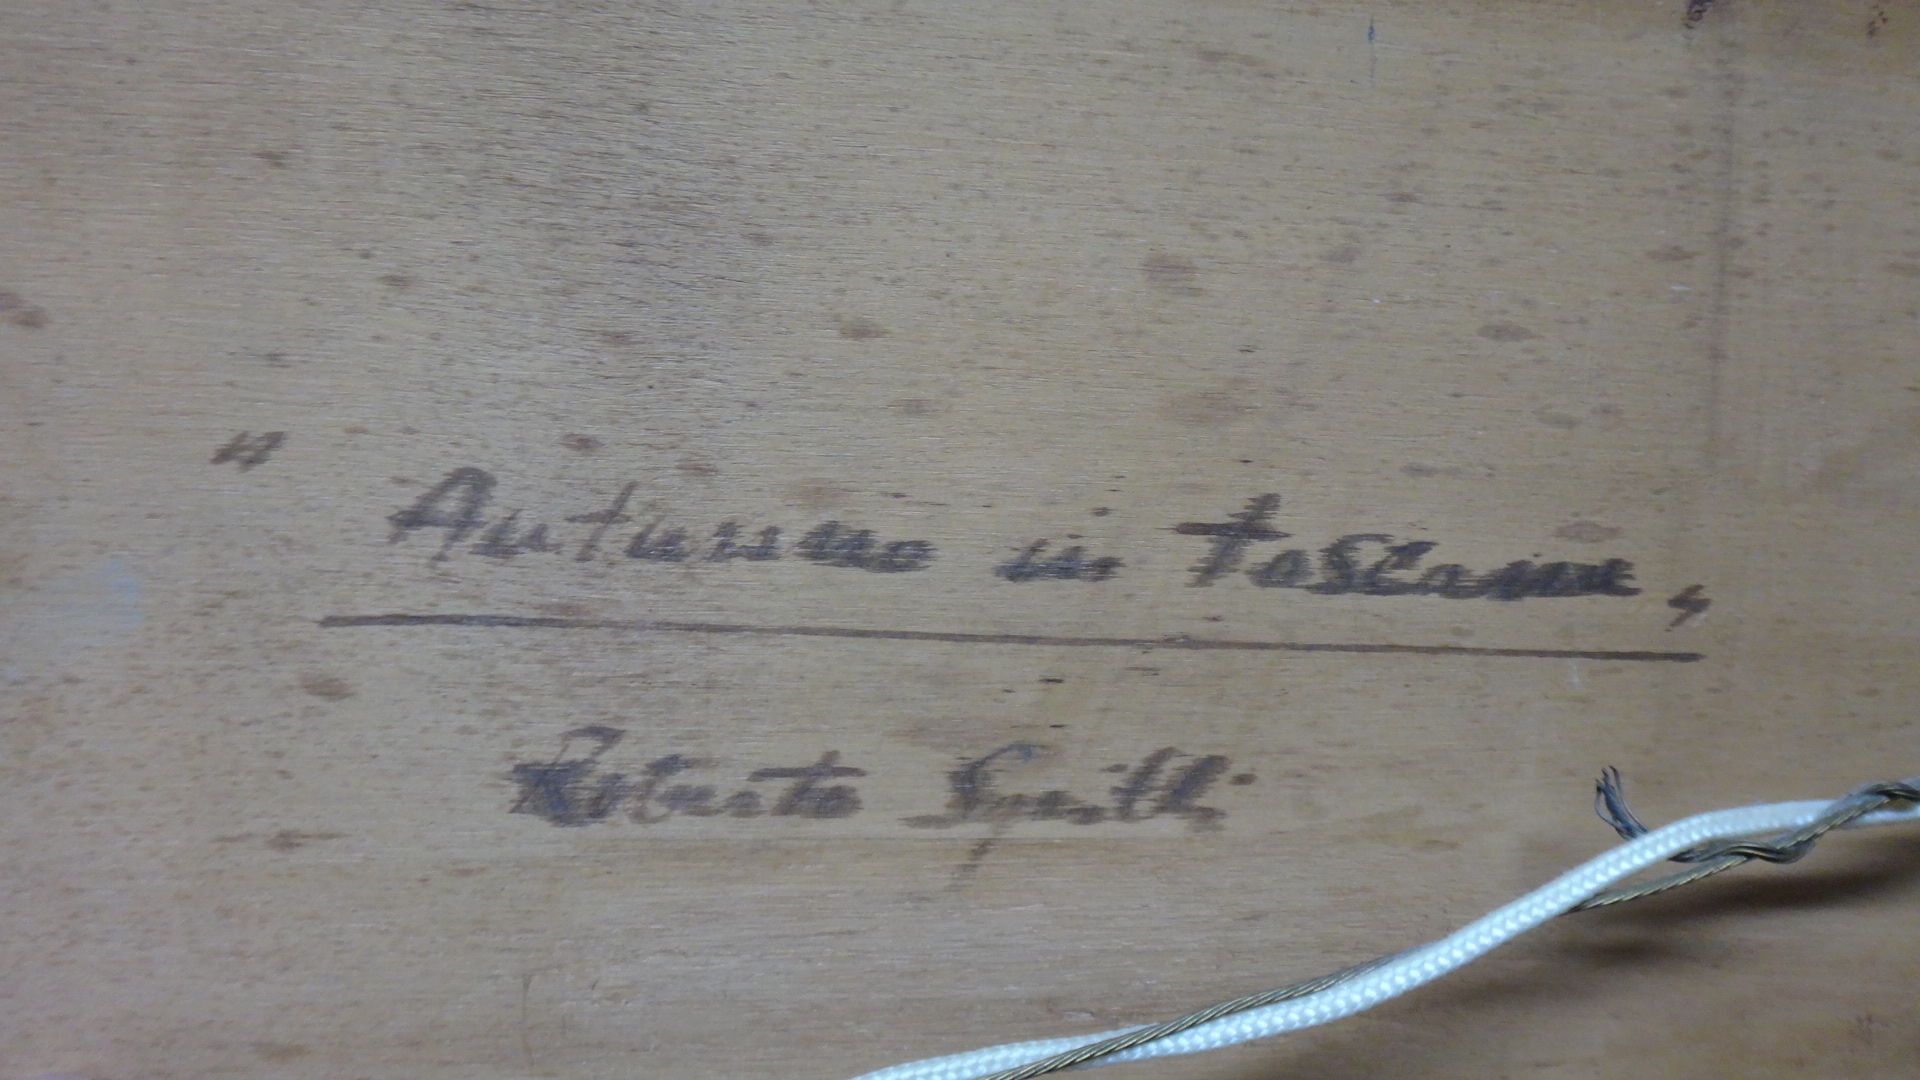 " Autunno in Toscana "
Roberto